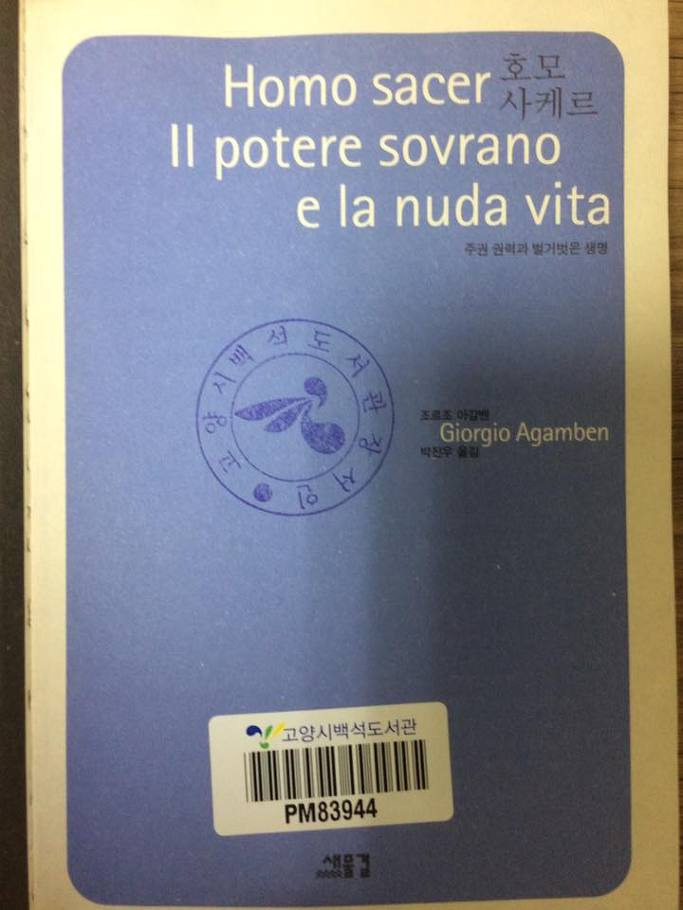 Homo sacer 호모
사케르
Il potere sovrano
e la nuda vita
주권 권력과 벌거벗은 생명
고양시백석도서관장서인
조르조 아감벤
Giorgio Agamben
박진우 옮김
고양시백석도서관
PM83944
새물결